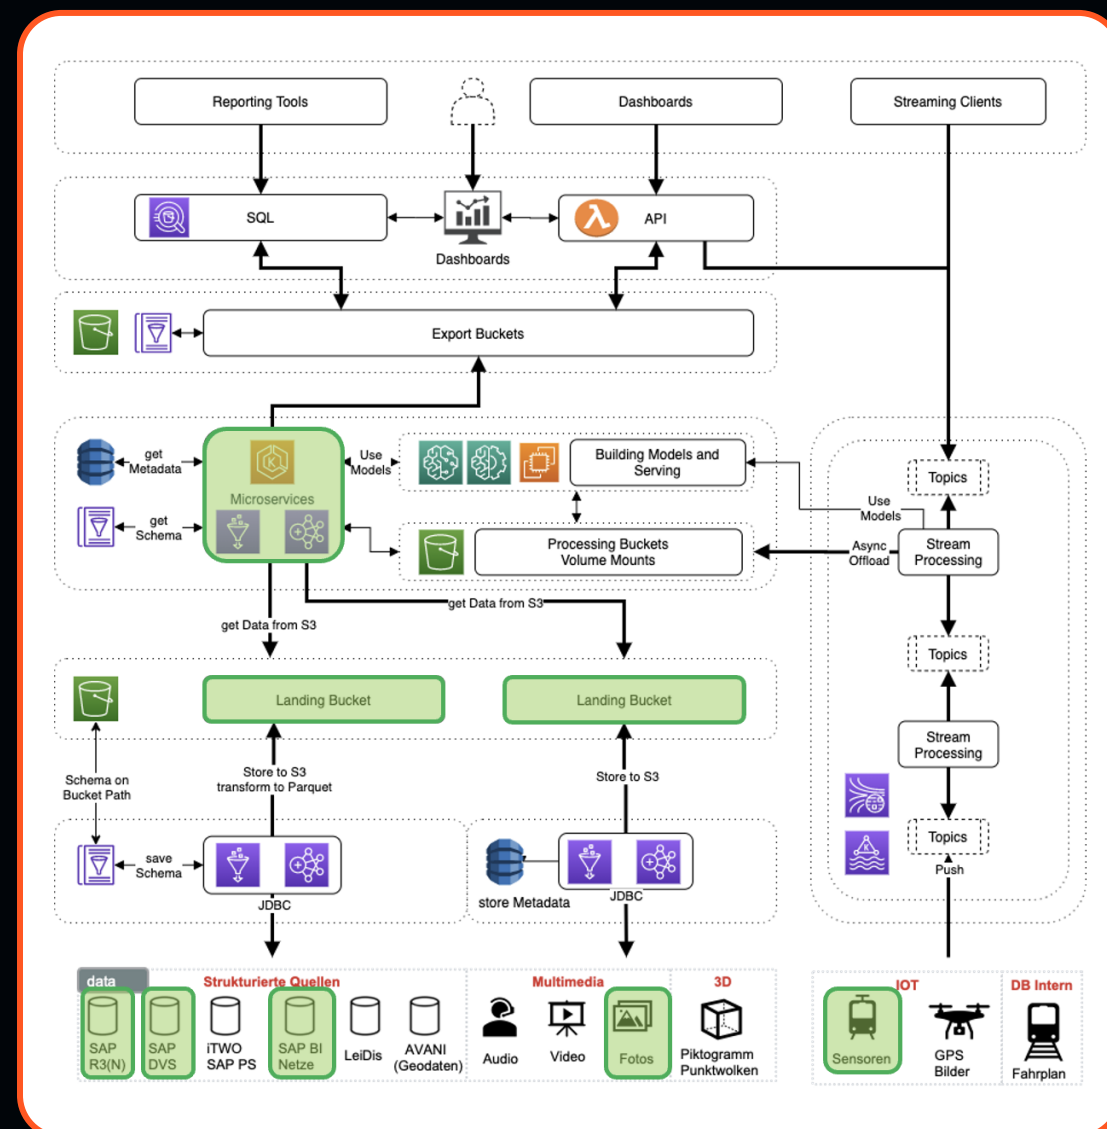 Reporting Tools
Dashboards
Streaming Clients
SQL
API
Dashboards
Export Buckets
get
Metadata
K
Microservices
Use
Models
Building Models and
Serving
get
Schema
Processing Buckets
Volume Mounts
Topics
Use
Models
Async
Offload
Stream
Processing
Topics
Stream
Processing
Topics
K
Push
get Data from S3
get Data from S3
Landing Bucket
Landing Bucket
Schema on
Bucket Path
Store to S3
transform to Parquet
Store to S3
save
Schema
JDBC
store Metadata
JDBC
data
Strukturierte Quellen
Multimedia
3D
IOT
DB Intern
SAP
R3(N)
SAP
DVS
iTWO
SAP PS
SAP BI
Netze
LeiDis
AVANI
(Geodaten)
Audio
Video
Fotos
Piktogramm
Punktwolken
Sensoren
GPS
Bilder
Fahrplan